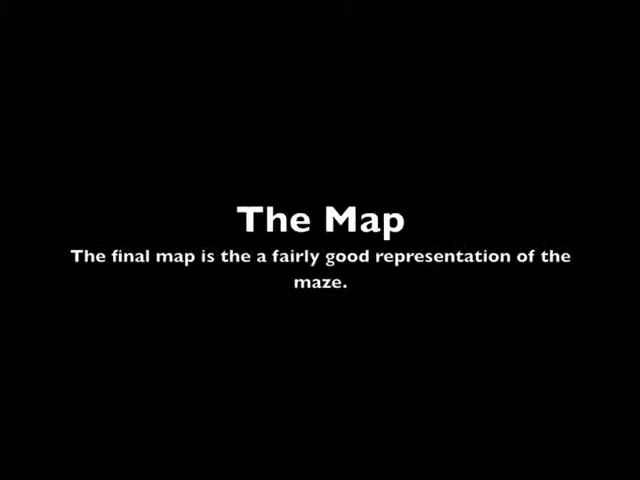 The Map
The final map is the a fairly good representation of the
maze.